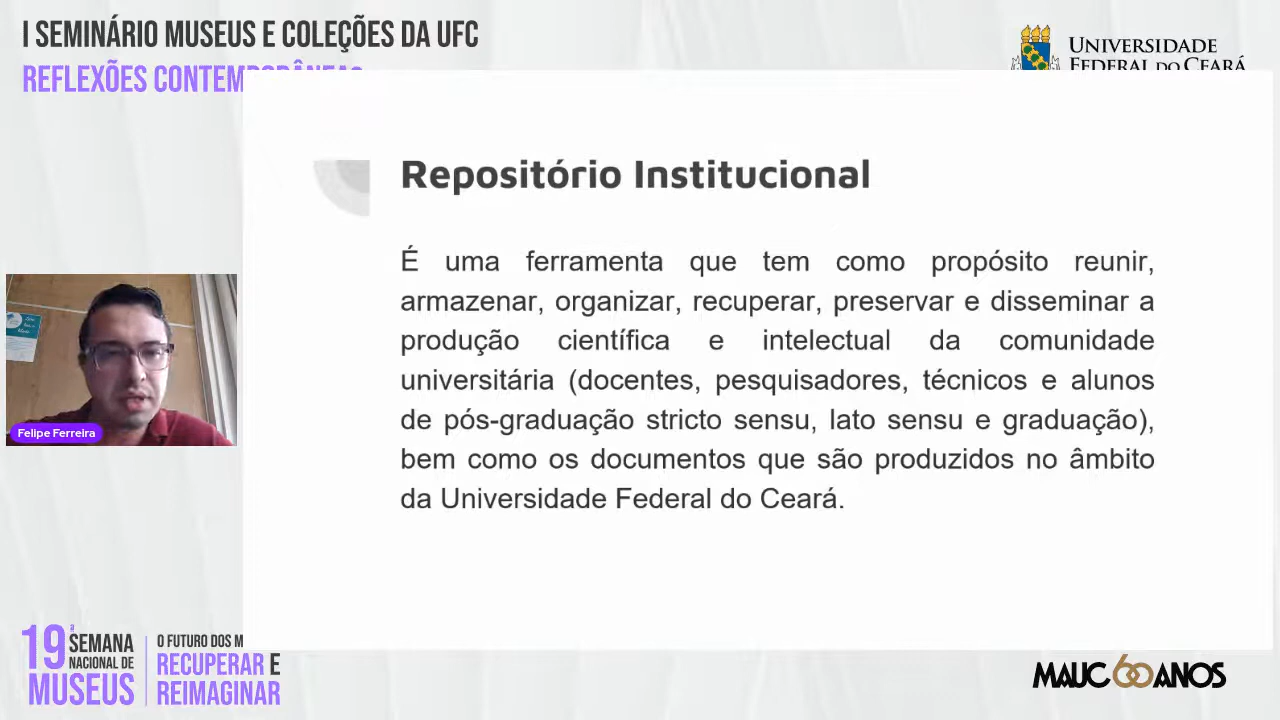 I SEMINÁRIO MUSEUS E COLEÇÕES DA UFC
REFLEXÕES
UNIVERSIDADE
FEDERAL DO CEARÁ
Repositório Institucional
É uma ferramenta que tem como propósito reunir,
armazenar, organizar, recuperar, preservar e disseminar a
produção científica e intelectual da comunidade
universitária (docentes, pesquisadores, técnicos e alunos
de pós-graduação stricto sensu, lato sensu e graduação),
bem como os documentos que são produzidos no âmbito
da Universidade Federal do Ceará.
Felipe Ferreira
19ª SEMANA
NACIONAL DE
MUSEUS
O FUTURO DOS M
RECUPERAR E
REIMAGINAR
MAUC 60 ANOS